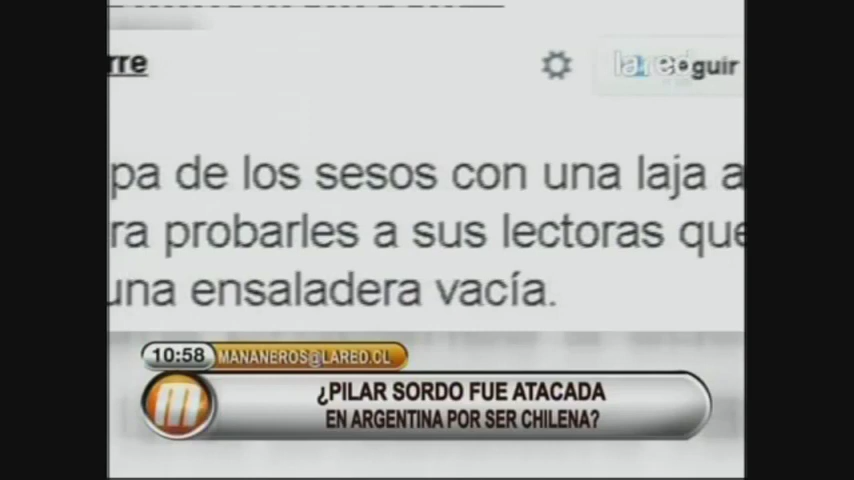 rre
la red
guir
pa de los sesos con una laja a
ra probarles a sus lectoras que
una ensaladera vacía.
10:58 MANANEROS@LARED.CL
m
¿PILAR SORDO FUE ATACADA
EN ARGENTINA POR SER CHILENA?